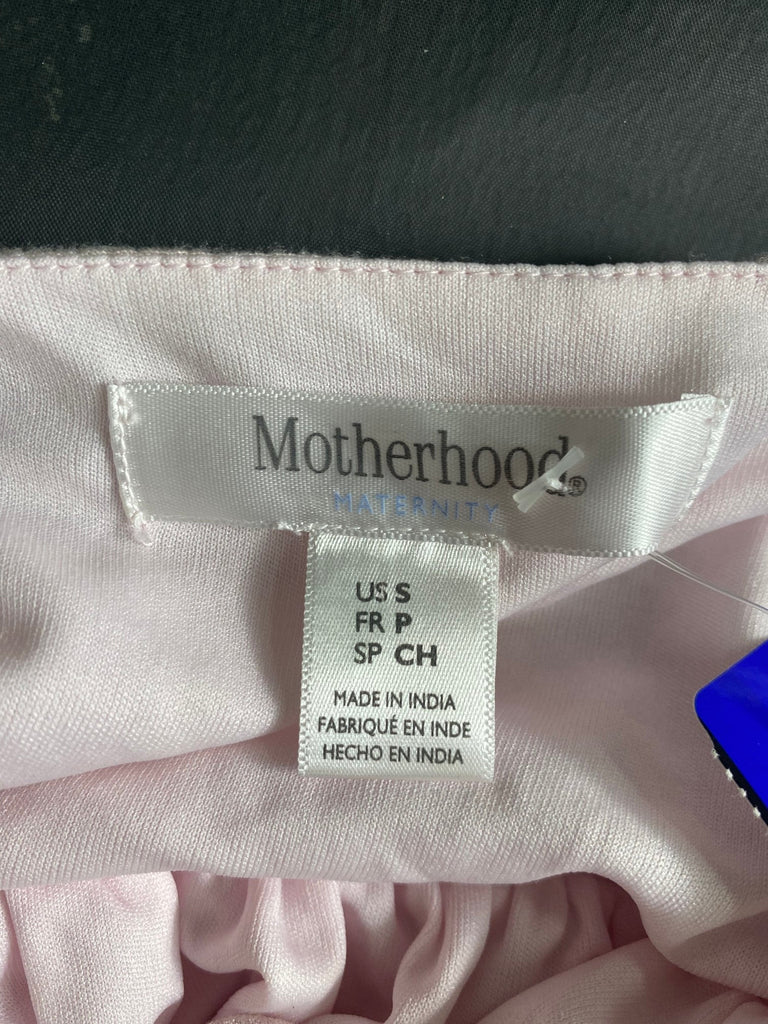 Motherhood®
MATERNITY
US S
FR P
SP CH
MADE IN INDIA
FABRIQUÉ EN INDE
HECHO EN INDIA